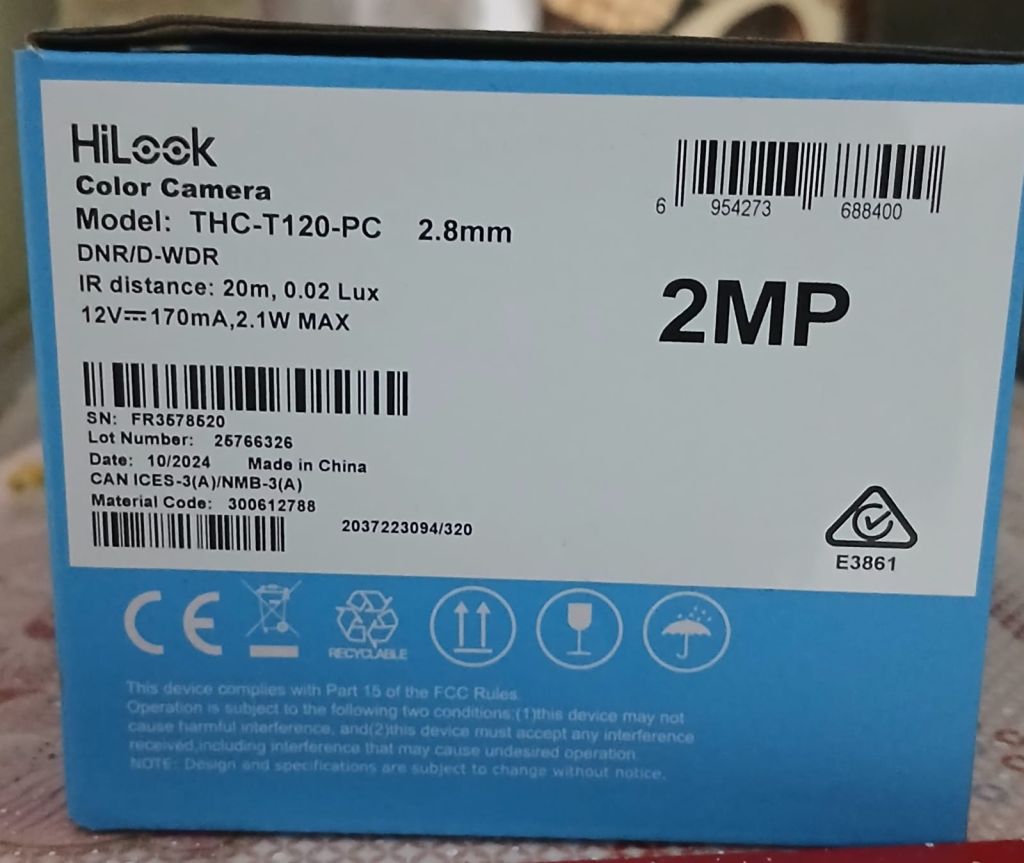 HiLook
Color Camera
Model: THC-T120-PC 2.8mm
DNR/D-WDR
IR distance: 20m, 0.02 Lux
12V⎓170mA,2.1W MAX
6 954273 688400
2MP
SN: FR3578520
Lot Number: 25766326
Date: 10/2024 Made in China
CAN ICES-3(A)/NMB-3(A)
Material Code: 300612788
2037223094/320
E3861
CE
RECYCLABLE
This device complies with Part 15 of the FCC Rules.
Operation is subject to the following two conditions:(1)this device may not
cause harmful interference, and(2)this device must accept any interference
received,including interference that may cause undesired operation.
NOTE: Design and specifications are subject to change without notice.